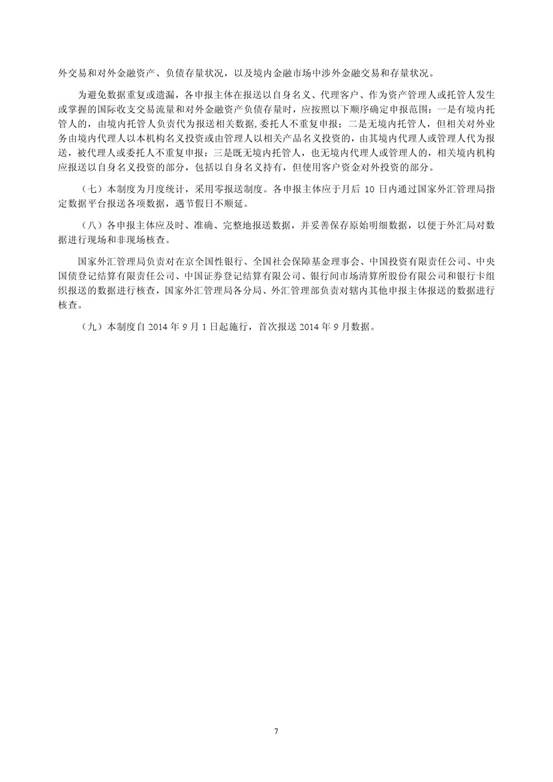 外交易和对外金融资产、负债存量状况，以及境内金融市场中涉外金融交易和存量状况。
为避免数据重复或遗漏，各申报主体在报送以自身名义、代理客户、作为资产管理人或托管人发生
或掌握的国际收支交易流量和对外金融资产负债存量时，应按照以下顺序确定申报范围：一是有境内托
管人的，由境内托管人负责代为报送相关数据,委托人不重复申报；二是无境内托管人，但相关对外业
务由境内代理人以本机构名义投资或由管理人以相关产品名义投资的，由其境内代理人或管理人代为报
送，被代理人或委托人不重复申报；三是既无境内托管人，也无境内代理人或管理人的，相关境内机构
应报送以自身名义投资的部分，包括以自身名义持有，但使用客户资金对外投资的部分。
（七）本制度为月度统计，采用零报送制度。各申报主体应于月后 10 日内通过国家外汇管理局指
定数据平台报送各项数据，遇节假日不顺延。
（八）各申报主体应及时、准确、完整地报送数据，并妥善保存原始明细数据，以便于外汇局对数
据进行现场和非现场核查。
国家外汇管理局负责对在京全国性银行、全国社会保障基金理事会、中国投资有限责任公司、中央
国债登记结算有限责任公司、中国证券登记结算有限公司、银行间市场清算所股份有限公司和银行卡组
织报送的数据进行核查，国家外汇管理局各分局、外汇管理部负责对辖内其他申报主体报送的数据进行
核查。
（九）本制度自 2014 年 9 月 1 日起施行，首次报送 2014 年 9 月数据。
7